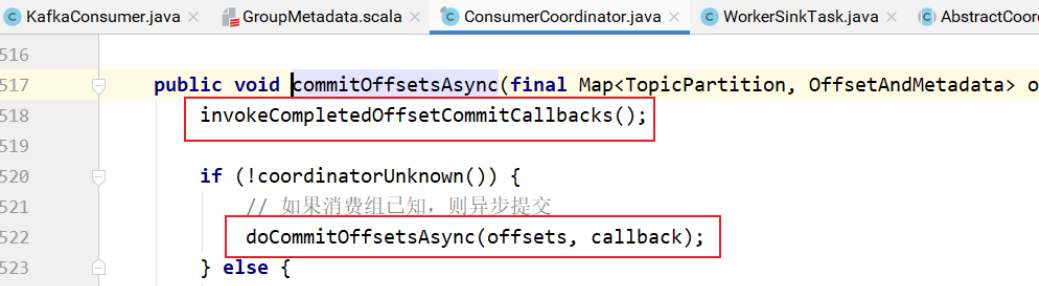 KafkaConsumer.java GroupMetadata.scala ConsumerCoordinator.java WorkerSinkTask.java AbstractCoor
516
517 public void commitOffsetsAsync(final Map<TopicPartition, OffsetAndMetadata> o
518 invokeCompletedOffsetCommitCallbacks();
519
520 if (!coordinatorUnknown()) {
521 // 如果消费组已知，则异步提交
522 doCommitOffsetsAsync(offsets, callback);
523 } else {